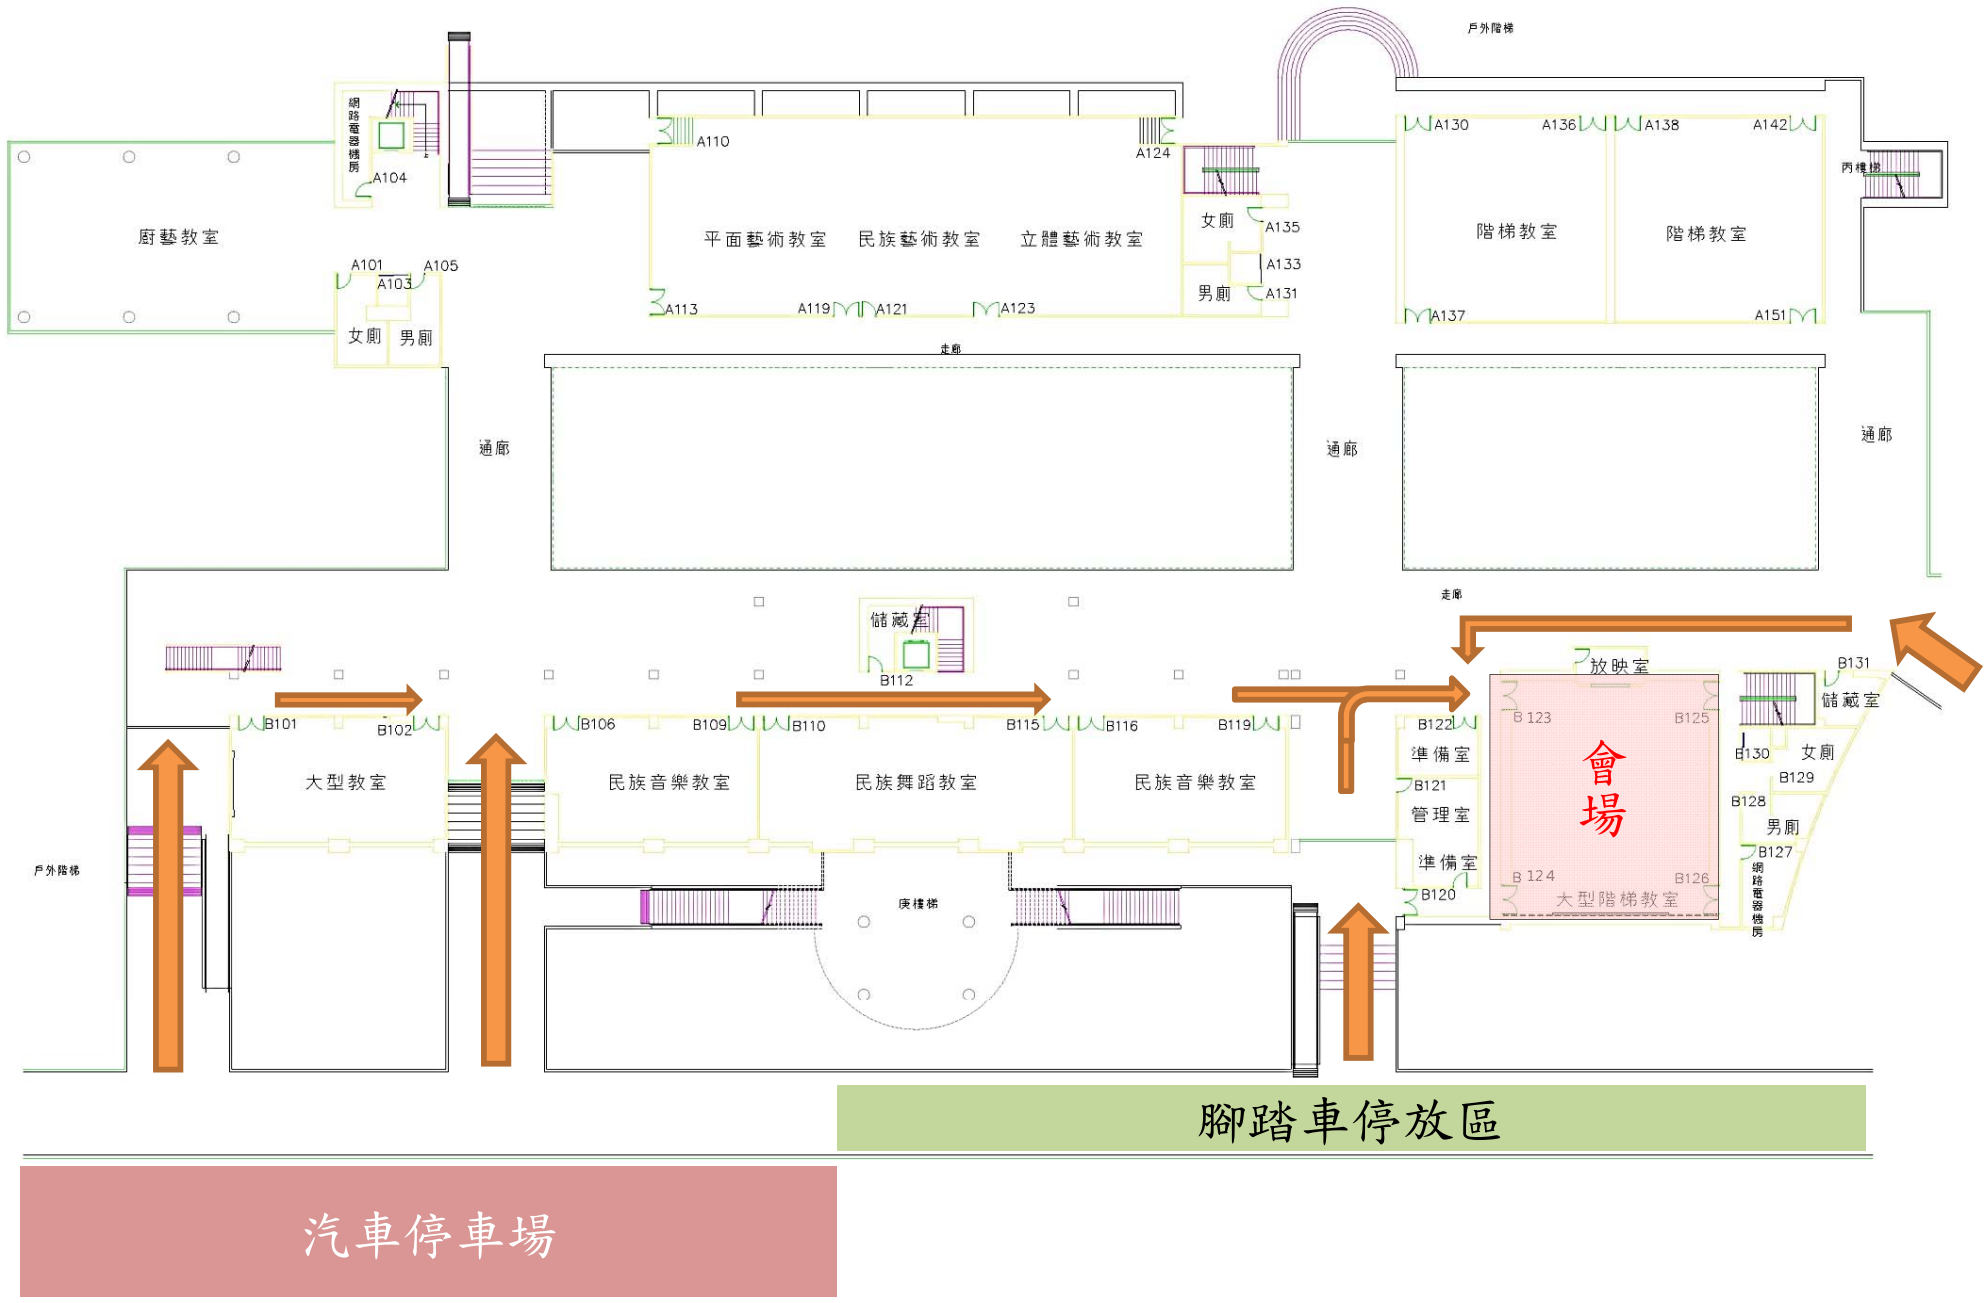 戶外階梯
網路電器機房
A104
A110
A124
A130
A136
A138
A142
丙樓梯
廚藝教室
平面藝術教室
民族藝術教室
立體藝術教室
女廁
A135
階梯教室
階梯教室
A101
A103
A105
A133
男廁
A131
女廁
男廁
A113
A119
A121
A123
A137
A151
走廊
通廊
通廊
通廊
走廊
儲藏室
B112
放映室
B131
儲藏室
B101
B102
B106
B109
B110
B115
B116
B119
B122
B 123
B125
準備室
會場
B130
女廁
大型教室
民族音樂教室
民族舞蹈教室
民族音樂教室
B121
B129
管理室
B128
男廁
戶外階梯
準備室
B127
網路電器機房
B 124
B126
B120
大型階梯教室
庚樓梯
腳踏車停放區
汽車停車場